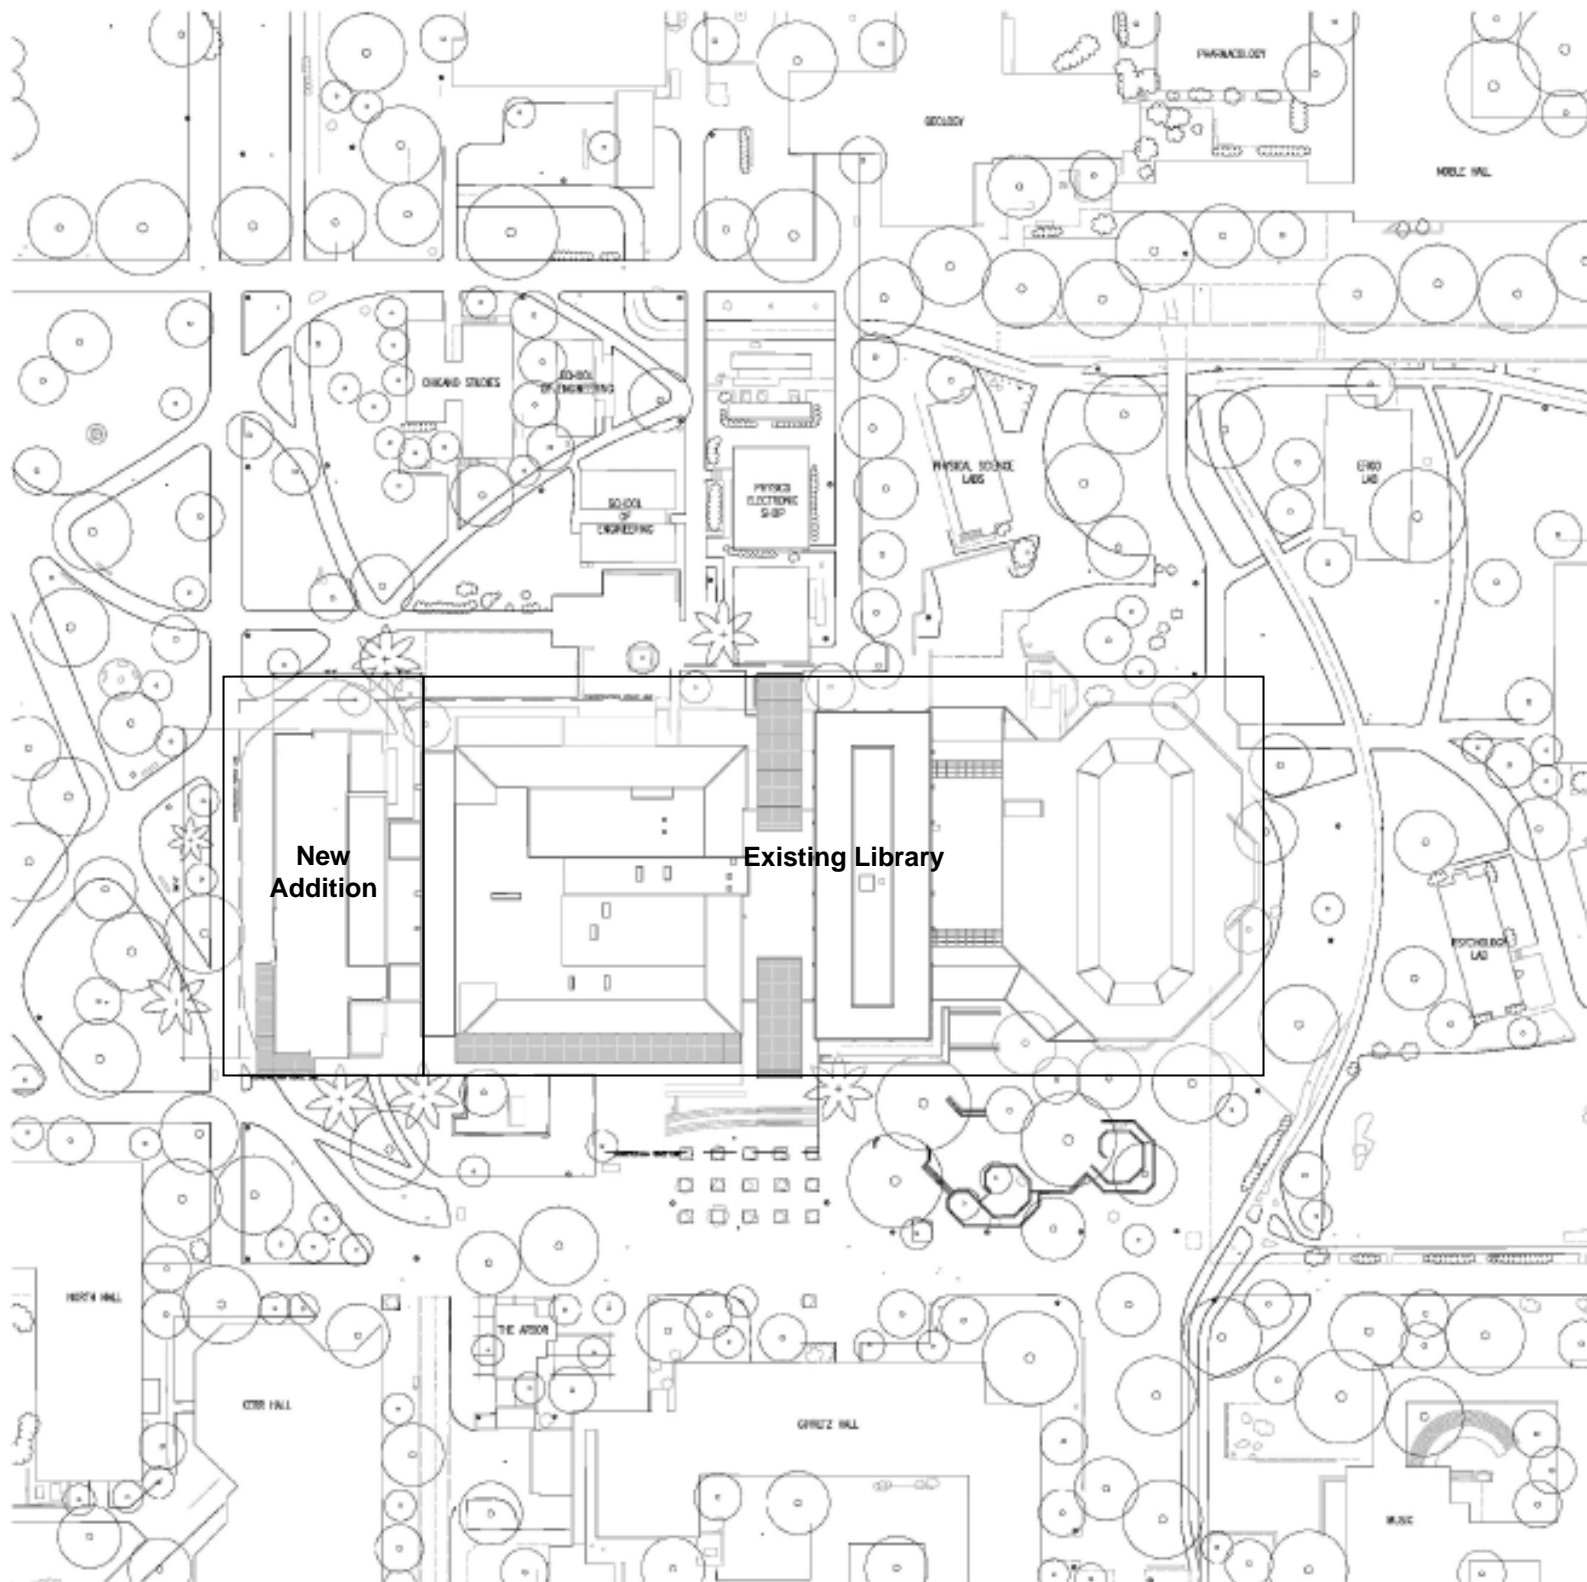 PHARMACOLOGY
GEOLOGY
NOBLE HALL
CHICANO STUDIES
SCHOOL
OF ENGINEERING
PHYSICAL SCIENCE
LABS
ERGO
LAB
PHYSICS
ELECTRONIC
SHOP
SCHOOL
OF
ENGINEERING
New
Addition
Existing Library
PSYCHOLOGY
LAB
NORTH HALL
THE ARBOR
KERR HALL
GIRVETZ HALL
MUSIC